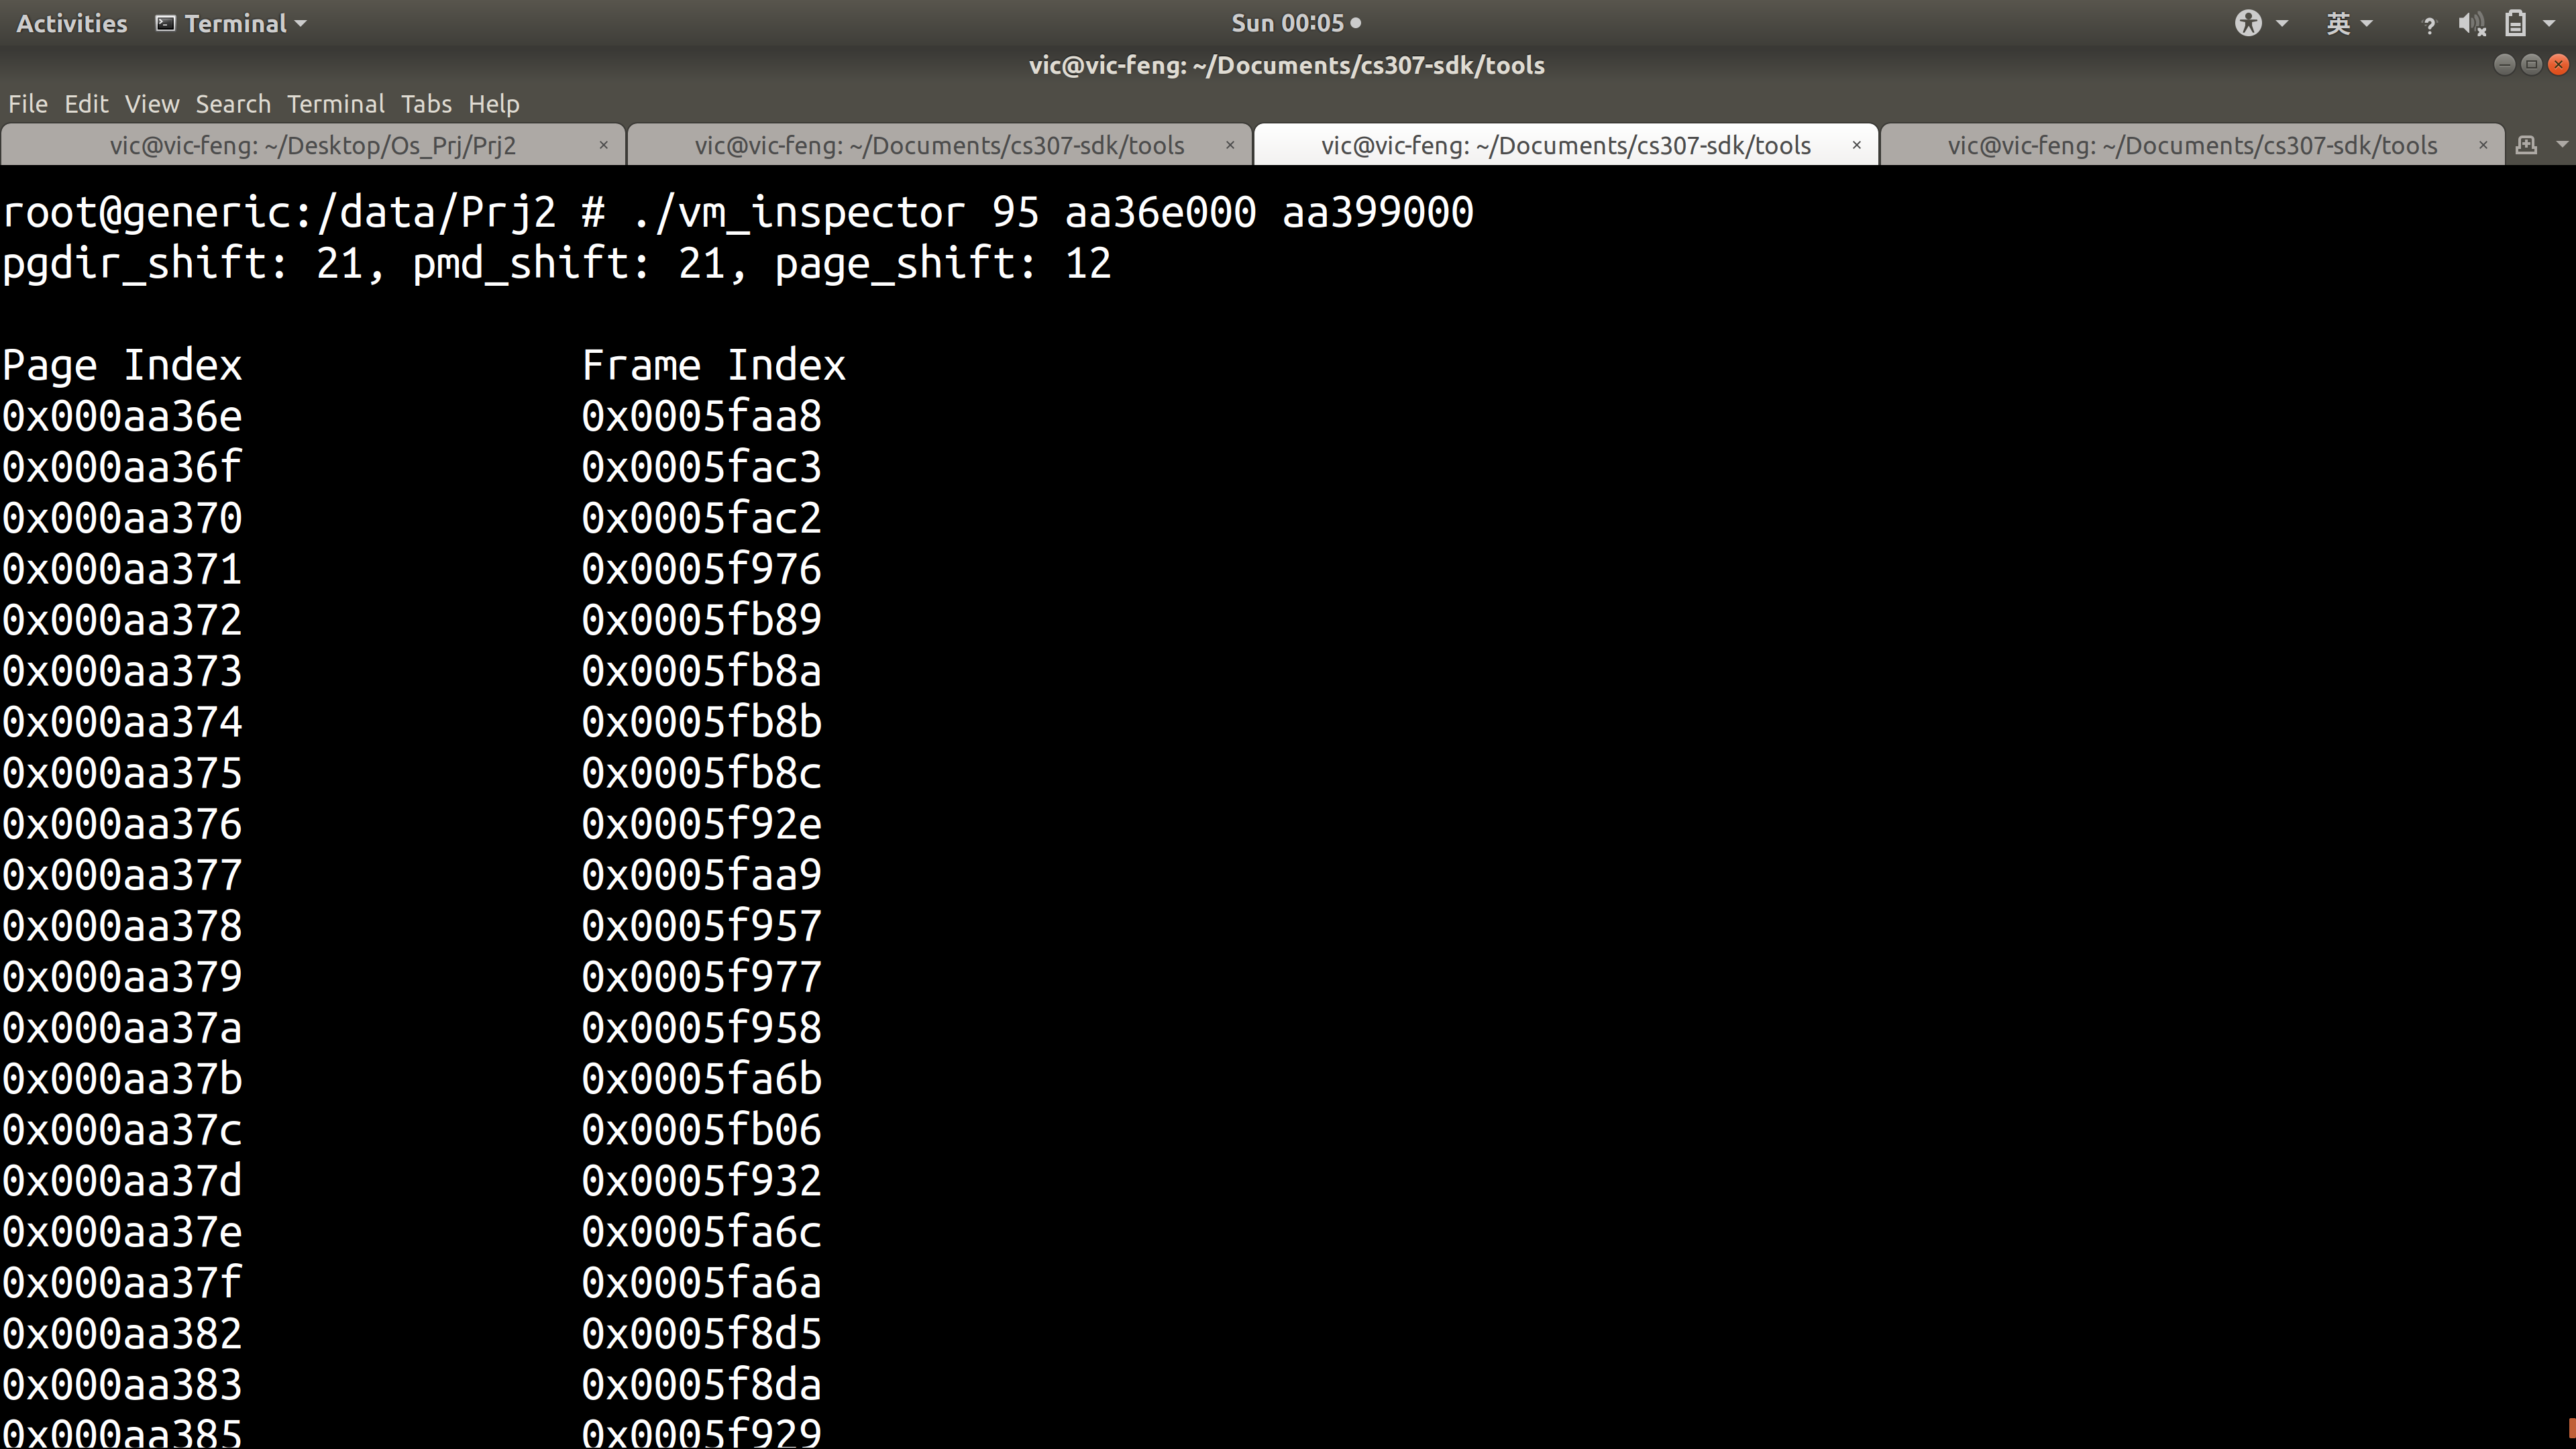 Activities Terminal Sun 00:05 英
vic@vic-feng: ~/Documents/cs307-sdk/tools
File Edit View Search Terminal Tabs Help
vic@vic-feng: ~/Desktop/Os_Prj/Prj2 × vic@vic-feng: ~/Documents/cs307-sdk/tools × vic@vic-feng: ~/Documents/cs307-sdk/tools × vic@vic-feng: ~/Documents/cs307-sdk/tools ×
root@generic:/data/Prj2 # ./vm_inspector 95 aa36e000 aa399000
pgdir_shift: 21, pmd_shift: 21, page_shift: 12
Page Index Frame Index
0x000aa36e 0x0005faa8
0x000aa36f 0x0005fac3
0x000aa370 0x0005fac2
0x000aa371 0x0005f976
0x000aa372 0x0005fb89
0x000aa373 0x0005fb8a
0x000aa374 0x0005fb8b
0x000aa375 0x0005fb8c
0x000aa376 0x0005f92e
0x000aa377 0x0005faa9
0x000aa378 0x0005f957
0x000aa379 0x0005f977
0x000aa37a 0x0005f958
0x000aa37b 0x0005fa6b
0x000aa37c 0x0005fb06
0x000aa37d 0x0005f932
0x000aa37e 0x0005fa6c
0x000aa37f 0x0005fa6a
0x000aa382 0x0005f8d5
0x000aa383 0x0005f8da
0x000aa385 0x0005f929